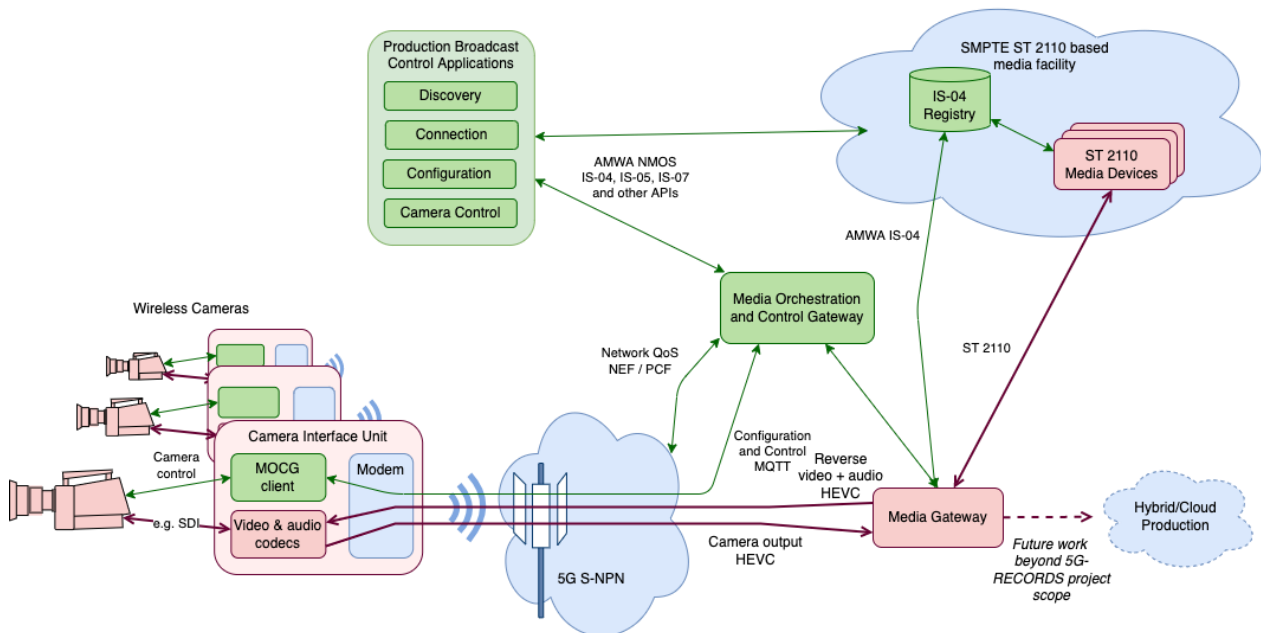 Production Broadcast
Control Applications
Discovery
Connection
Configuration
Camera Control
SMPTE ST 2110 based
media facility
IS-04
Registry
ST 2110
Media Devices
AMWA NMOS
IS-04, IS-05, IS-07
and other APIs
AMWA IS-04
Media Orchestration
and Control Gateway
ST 2110
Wireless Cameras
Network QoS
NEF / PCF
Camera Interface Unit
Camera
control
MOCG
client
Modem
e.g. SDI
Video & audio
codecs
Configuration
and Control
MQTT
Reverse
video + audio
HEVC
Media Gateway
Hybrid/Cloud
Production
Camera output
HEVC
5G S-NPN
Future work
beyond 5G-
RECORDS project
scope